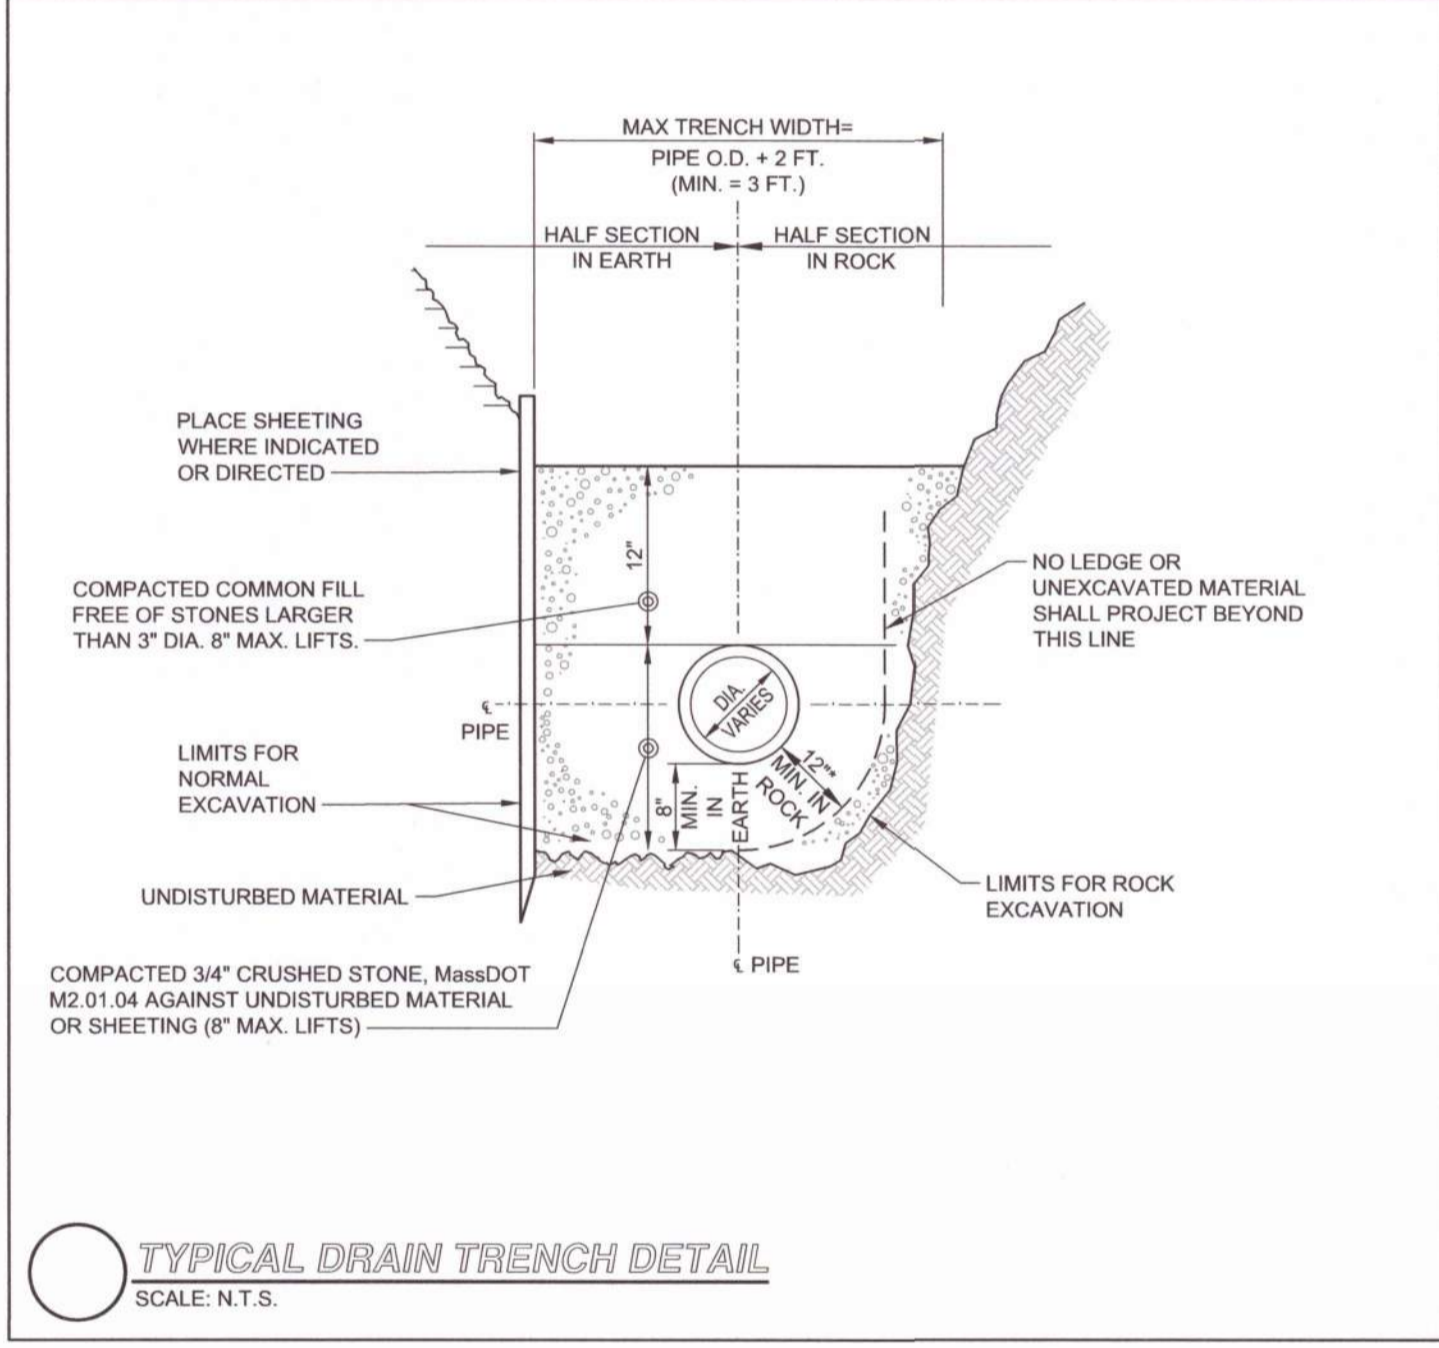 MAX TRENCH WIDTH=
PIPE O.D. + 2 FT.
(MIN. = 3 FT.)
HALF SECTION
IN EARTH
HALF SECTION
IN ROCK
PLACE SHEETING
WHERE INDICATED
OR DIRECTED
12"
COMPACTED COMMON FILL
FREE OF STONES LARGER
THAN 3" DIA. 8" MAX. LIFTS.
NO LEDGE OR
UNEXCAVATED MATERIAL
SHALL PROJECT BEYOND
THIS LINE
DIA.
VARIES
℄
PIPE
LIMITS FOR
NORMAL
EXCAVATION
8"
MIN.
IN
EARTH
12"*
MIN. IN
ROCK
UNDISTURBED MATERIAL
LIMITS FOR ROCK
EXCAVATION
℄ PIPE
COMPACTED 3/4" CRUSHED STONE, MassDOT
M2.01.04 AGAINST UNDISTURBED MATERIAL
OR SHEETING (8" MAX. LIFTS)
TYPICAL DRAIN TRENCH DETAIL
SCALE: N.T.S.